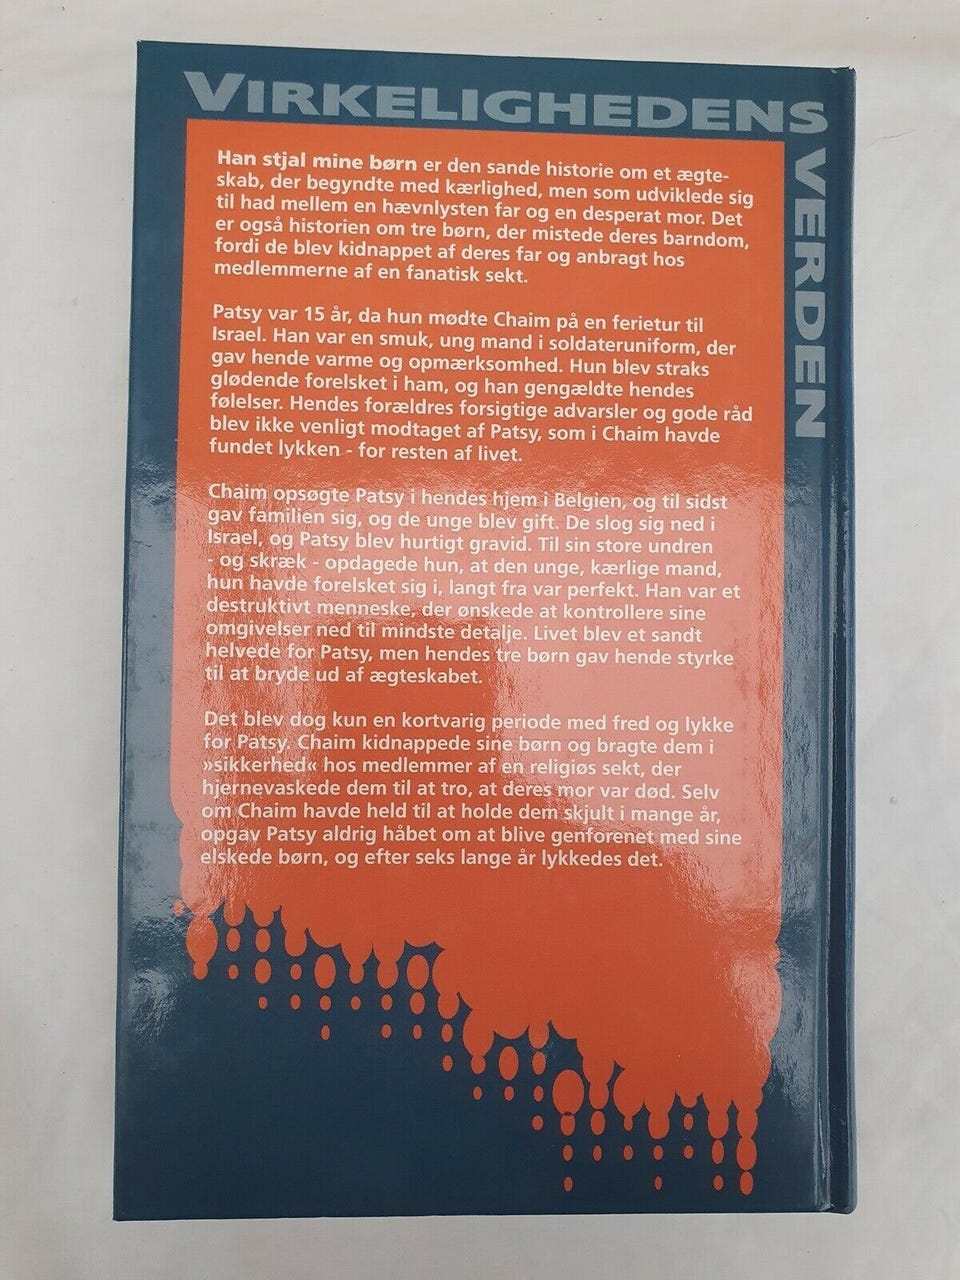 VIRKELIGHEDENS
VERDEN
Han stjal mine børn er den sande historie om et ægte-
skab, der begyndte med kærlighed, men som udviklede sig
til had mellem en hævnlysten far og en desperat mor. Det
er også historien om tre børn, der mistede deres barndom,
fordi de blev kidnappet af deres far og anbragt hos
medlemmerne af en fanatisk sekt.
Patsy var 15 år, da hun mødte Chaim på en ferietur til
Israel. Han var en smuk, ung mand i soldateruniform, der
gav hende varme og opmærksomhed. Hun blev straks
glødende forelsket i ham, og han gengældte hendes
følelser. Hendes forældres forsigtige advarsler og gode råd
blev ikke venligt modtaget af Patsy, som i Chaim havde
fundet lykken - for resten af livet.
Chaim opsøgte Patsy i hendes hjem i Belgien, og til sidst
gav familien sig, og de unge blev gift. De slog sig ned i
Israel, og Patsy blev hurtigt gravid. Til sin store undren
- og skræk - opdagede hun, at den unge, kærlige mand,
hun havde forelsket sig i, langt fra var perfekt. Han var et
destruktivt menneske, der ønskede at kontrollere sine
omgivelser ned til mindste detalje. Livet blev et sandt
helvede for Patsy, men hendes tre børn gav hende styrke
til at bryde ud af ægteskabet.
Det blev dog kun en kortvarig periode med fred og lykke
for Patsy. Chaim kidnappede sine børn og bragte dem i
»sikkerhed« hos medlemmer af en religiøs sekt, der
hjernevaskede dem til at tro, at deres mor var død. Selv
om Chaim havde held til at holde dem skjult i mange år,
opgav Patsy aldrig håbet om at blive genforenet med sine
elskede børn, og efter seks lange år lykkedes det.